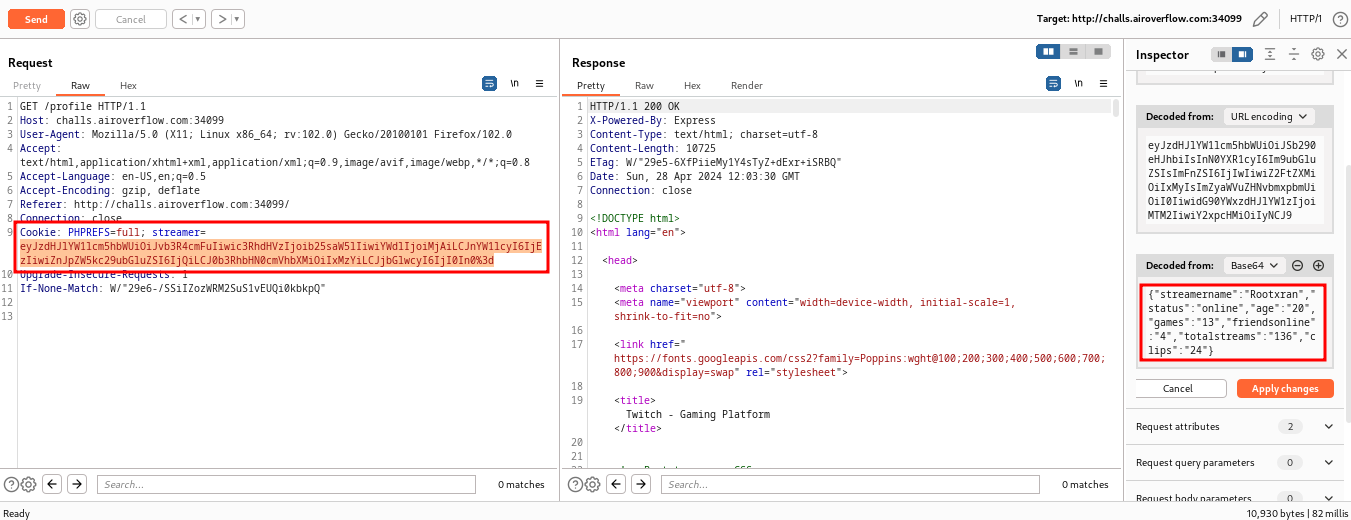 Send
Cancel
< ▾
> ▾
Target: http://challs.airoverflow.com:34099
HTTP/1
Request
Pretty
Raw
Hex
\n
1 GET /profile HTTP/1.1
2 Host: challs.airoverflow.com:34099
3 User-Agent: Mozilla/5.0 (X11; Linux x86_64; rv:102.0) Gecko/20100101 Firefox/102.0
4 Accept:
text/html,application/xhtml+xml,application/xml;q=0.9,image/avif,image/webp,*/*;q=0.8
5 Accept-Language: en-US,en;q=0.5
6 Accept-Encoding: gzip, deflate
7 Referer: http://challs.airoverflow.com:34099/
8 Connection: close
9 Cookie: PHPREFS=full; streamer=
eyJzdHJlYW1lcm5hbWUiOiJvb3R4cmFuIiwic3RhdHVzIjoib25saW5lIiwiYWdlIjoiMjAiLCJnYW1lcyI6IjE
zIiwiZnJpZW5kc29ubGluZSI6IjQiLCJ0b3RhbHN0cmVhbXMiOiIxMzYiLCJjbGlwcyI6IjI0In0%3d
10 Upgrade-Insecure-Requests: 1
11 If-None-Match: W/"29e6-/SSiIZozWRM2SuS1vEUQi0kbkpQ"
12
13
Search...
0 matches
Response
Pretty
Raw
Hex
Render
\n
1 HTTP/1.1 200 OK
2 X-Powered-By: Express
3 Content-Type: text/html; charset=utf-8
4 Content-Length: 10725
5 ETag: W/"29e5-6XfPiieMy1Y4sTyZ+dExr+iSRBQ"
6 Date: Sun, 28 Apr 2024 12:03:30 GMT
7 Connection: close
8
9 <!DOCTYPE html>
10 <html lang="en">
11
12 <head>
13
14 <meta charset="utf-8">
15 <meta name="viewport" content="width=device-width, initial-scale=1,
shrink-to-fit=no">
16
17 <link href="
https://fonts.googleapis.com/css2?family=Poppins:wght@100;200;300;400;500;600;700;
800;900&display=swap" rel="stylesheet">
18
19 <title>
Twitch - Gaming Platform
</title>
20
21
Search...
0 matches
Inspector
Decoded from: URL encoding
eyJzdHJlYW1lcm5hbWUiOiJSb290
eHJhbiIsInN0YXR1cyI6Im9ubGlu
ZSIsImFnZSI6IjIwIiwiZ2FtZXMi
OiIxMyIsImZyaWVuZHNvbmxpbmUi
OiI0IiwidG90YWxzdHJlYW1zIjoi
MTM2IiwiY2xpcHMiOiIyNCJ9
Decoded from: Base64
{"streamername":"Rootxran","
status":"online","age":"20",
"games":"13","friendsonline"
:"4","totalstreams":"136","c
lips":"24"}
Cancel
Apply changes
Request attributes 2
Request query parameters 0
Request body parameters 0
Ready
10,930 bytes | 82 millis